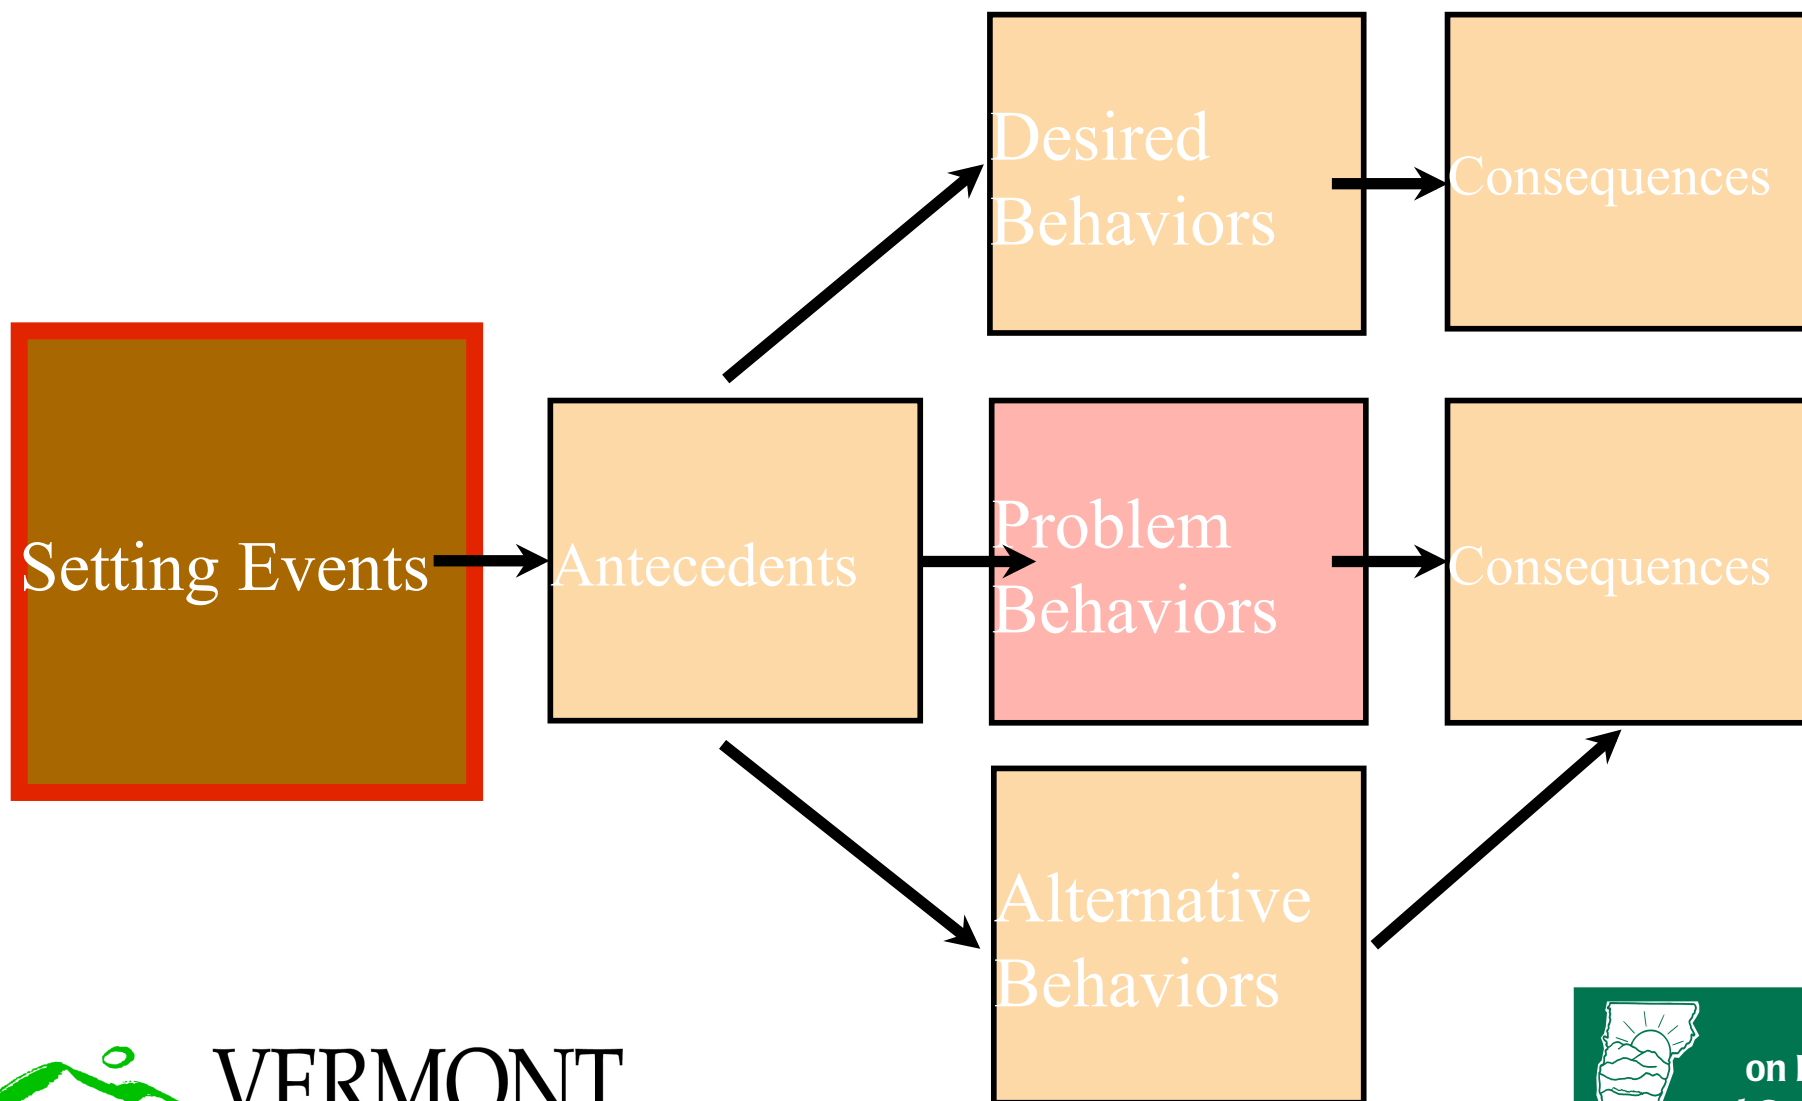 Desired
Behaviors
Consequences
Setting Events
Antecedents
Problem
Behaviors
Consequences
Alternative
Behaviors
VERMONT
on